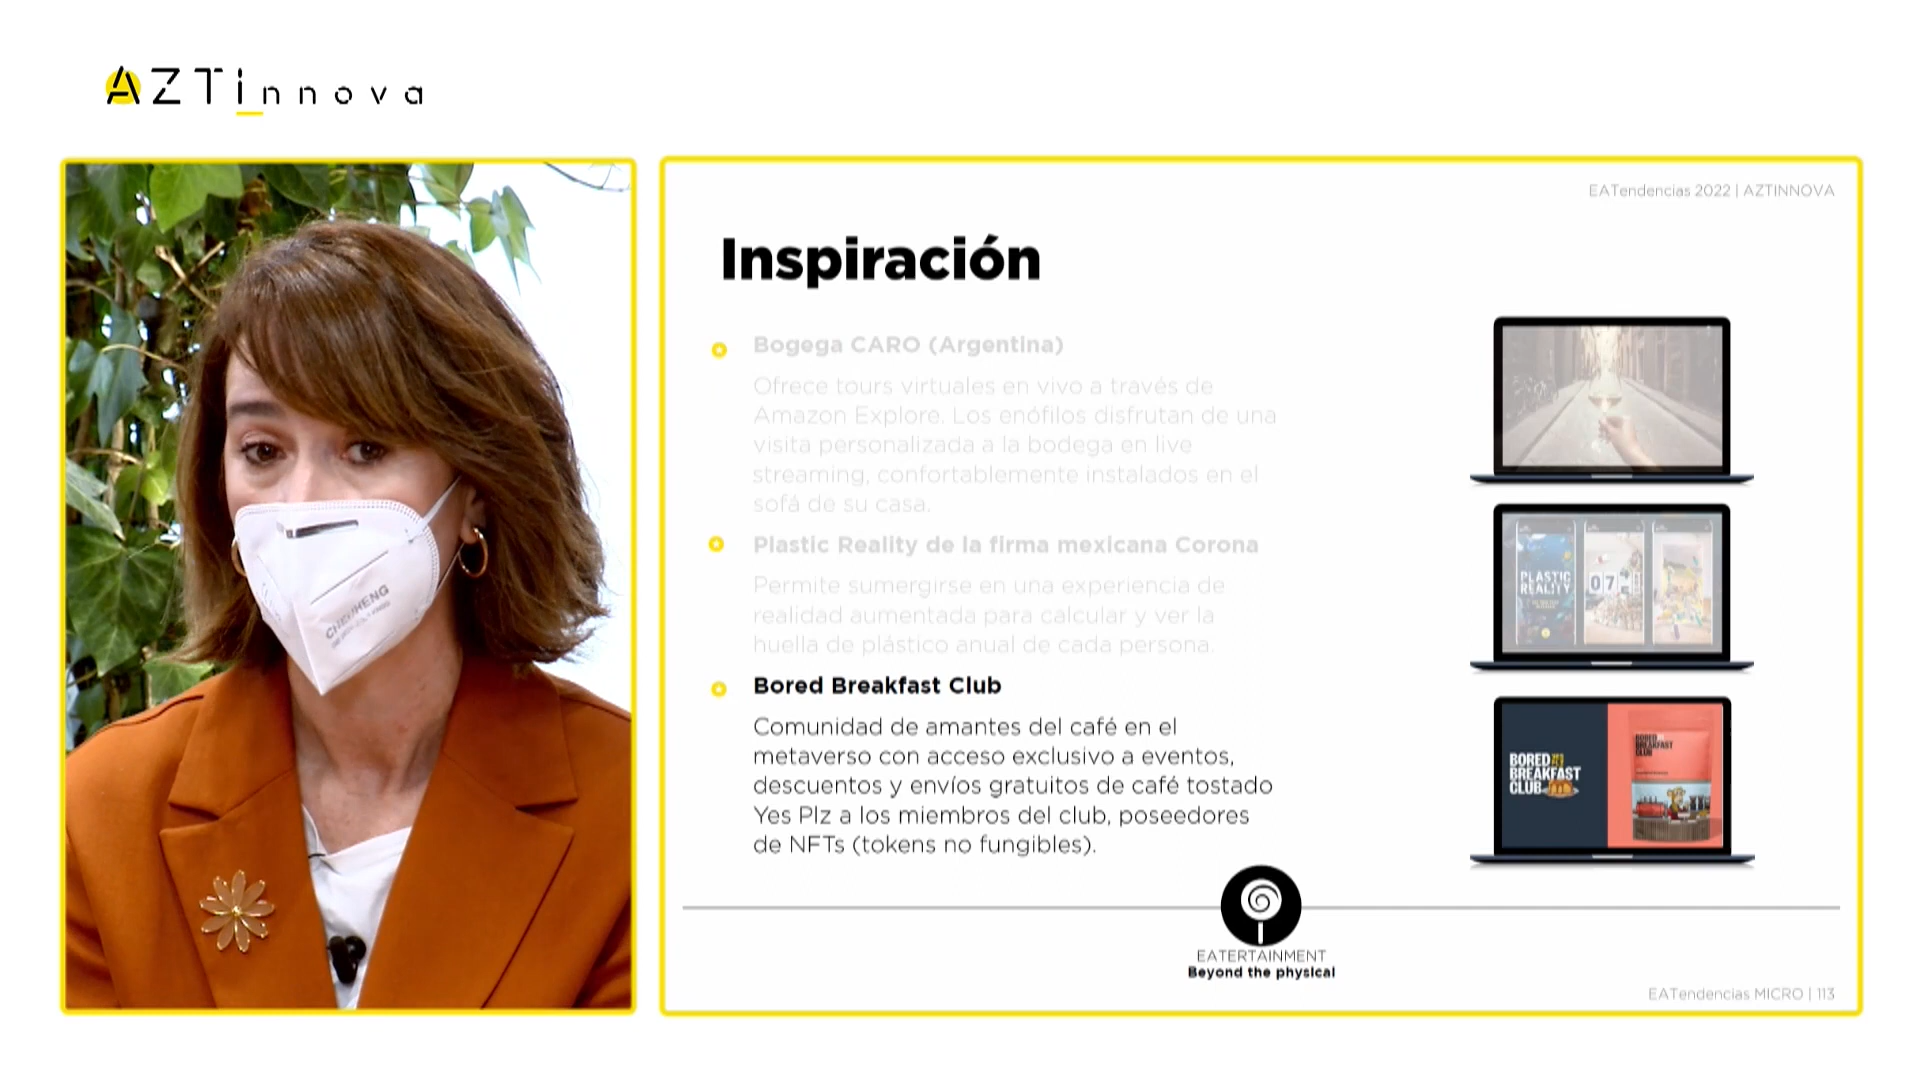 AZTInnova
EATendencias 2022 | AZTINNOVA
Inspiración
Bogega CARO (Argentina)
Ofrece tours virtuales en vivo a través de
Amazon Explore. Los enófilos disfrutan de una
visita personalizada a la bodega en live
streaming, confortablemente instalados en el
sofá de su casa.
Plastic Reality de la firma mexicana Corona
Permite sumergirse en una experiencia de
realidad aumentada para calcular y ver la
huella de plástico anual de cada persona.
Bored Breakfast Club
Comunidad de amantes del café en el
metaverso con acceso exclusivo a eventos,
descuentos y envíos gratuitos de café tostado
Yes Plz a los miembros del club, poseedores
de NFTs (tokens no fungibles).
PLASTIC
REALITY
07
BORED
BREAKFAST
CLUB
BORED
BREAKFAST
CLUB
EATERTAINMENT
Beyond the physical
EATendencias MICRO | 113